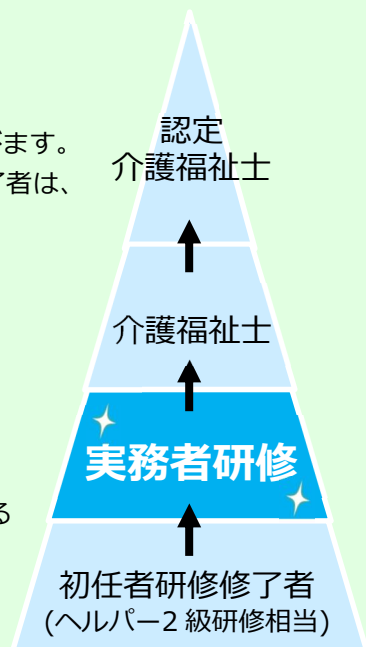 認定
介護福祉士
ます。
者は、
介護福祉士
実務者研修
る
初任者研修修了者
(ヘルパー2 級研修相当)